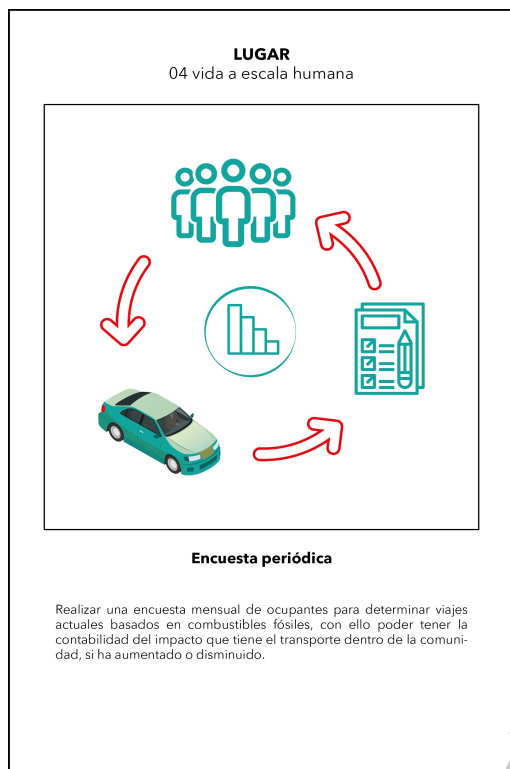 LUGAR
04 vida a escala humana
Encuesta periódica
Realizar una encuesta mensual de ocupantes para determinar viajes
actuales basados en combustibles fósiles, con ello poder tener la
contabilidad del impacto que tiene el transporte dentro de la comuni-
dad, si ha aumentado o disminuido.